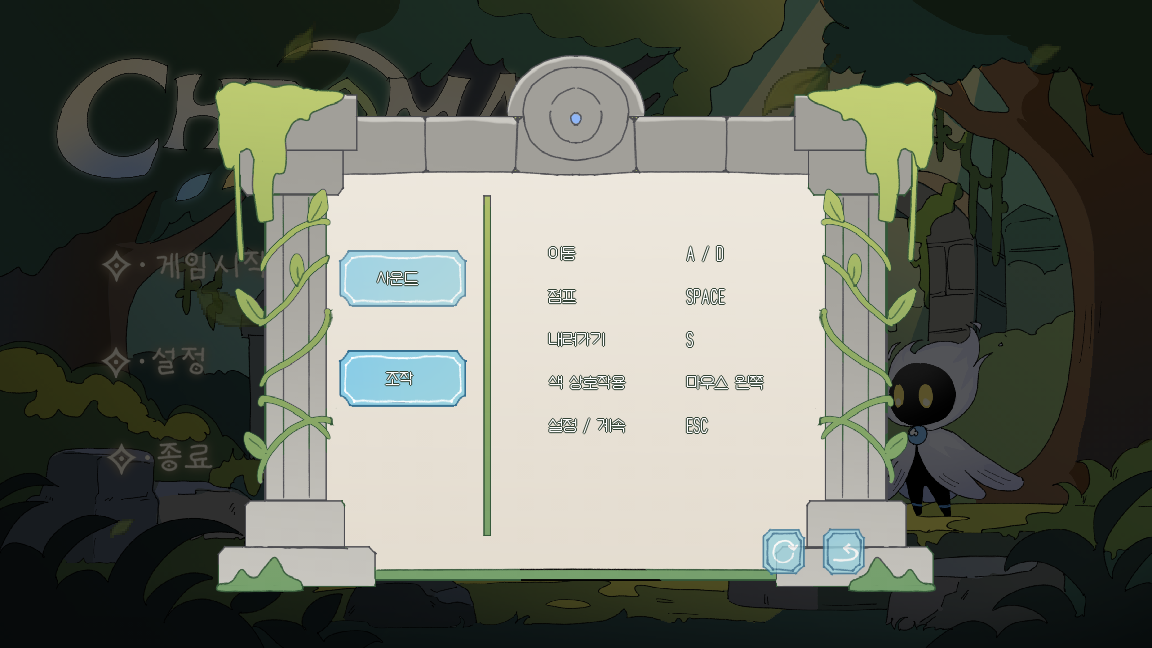 · 게임시작
· 설정
· 종료
사운드
조작
이동 A / D
점프 SPACE
내려가기 S
색 상호작용 마우스 왼쪽
설정 / 계속 ESC